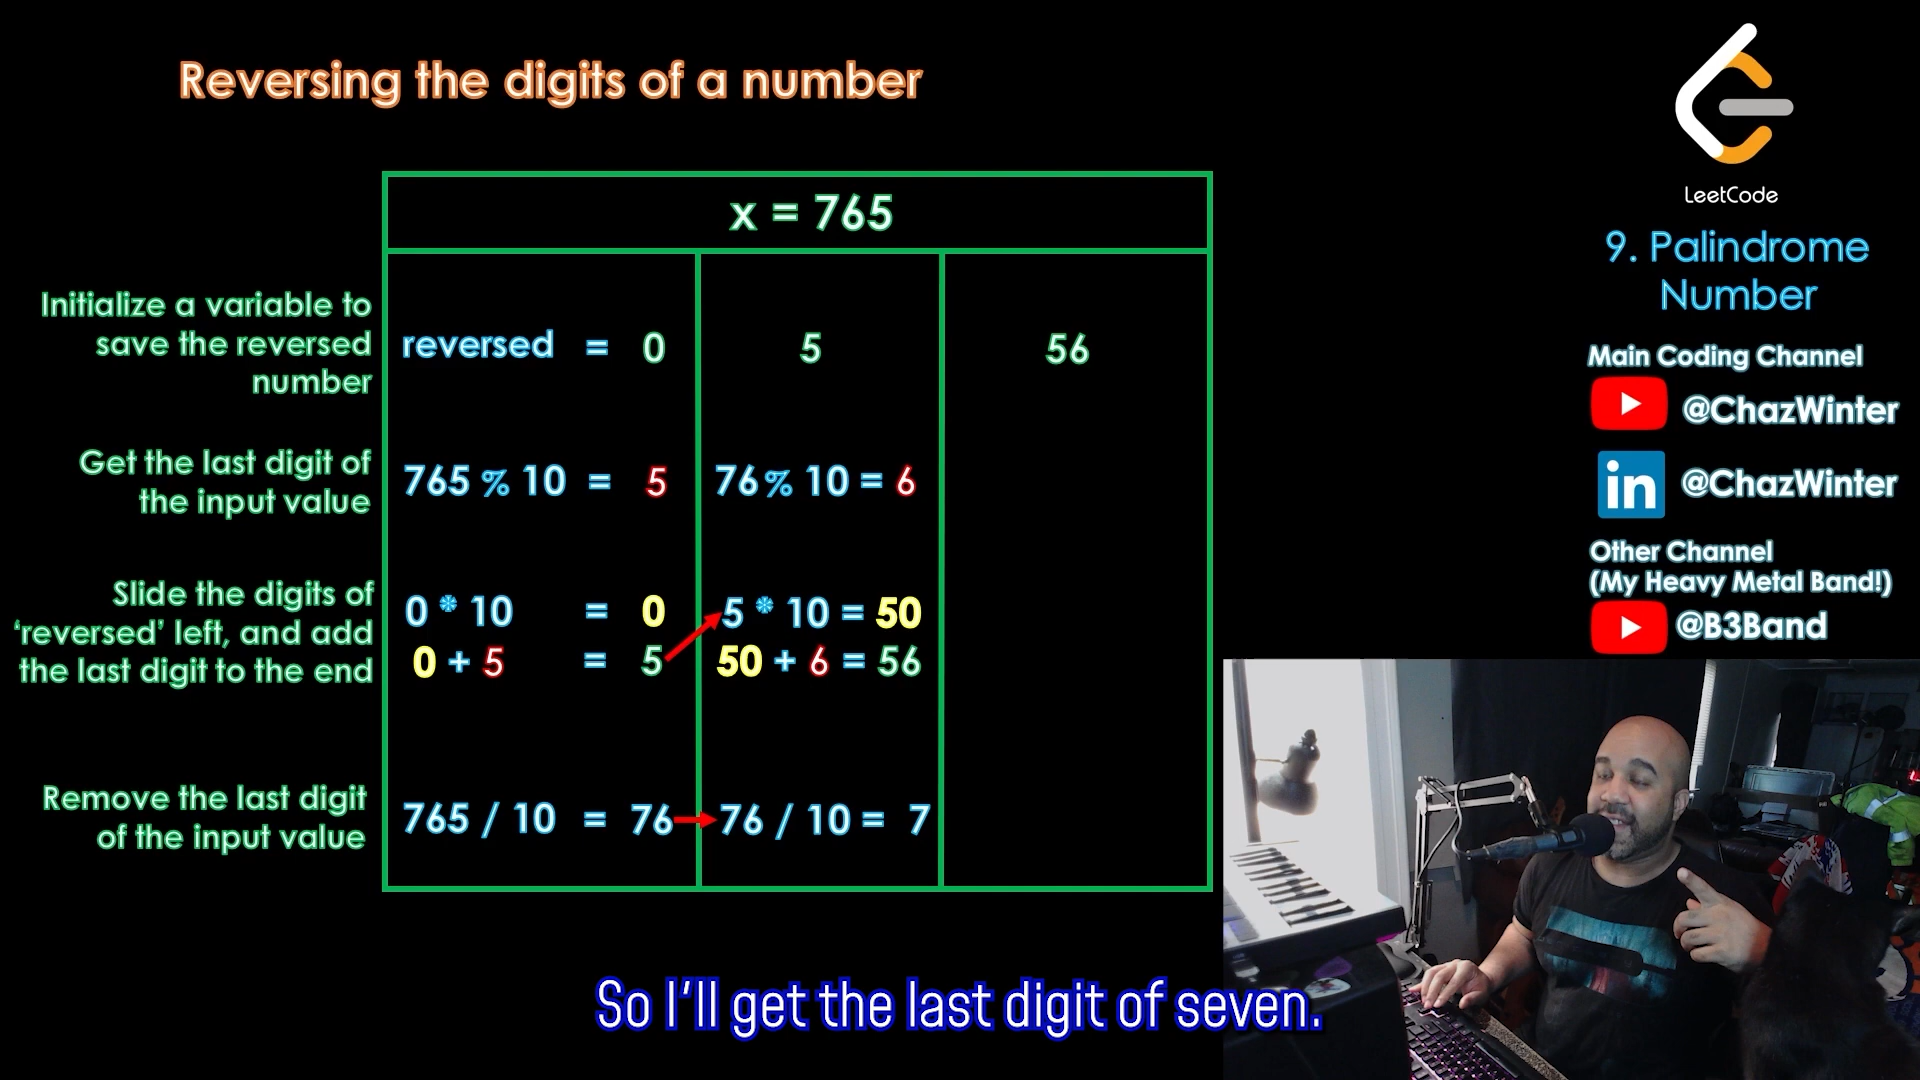 Reversing the digits of a number
LeetCode
x = 765
9. Palindrome
Number
Initialize a variable to
save the reversed
number
reversed = 0
5
56
Main Coding Channel
@ChazWinter
Get the last digit of
the input value
765 % 10 = 5
76 % 10 = 6
in @ChazWinter
Other Channel
(My Heavy Metal Band!)
@B3Band
Slide the digits of
‘reversed’ left, and add
the last digit to the end
0 * 10 = 0
0 + 5 = 5
5 * 10 = 50
50 + 6 = 56
Remove the last digit
of the input value
765 / 10 = 76
76 / 10 = 7
So I'll get the last digit of seven.